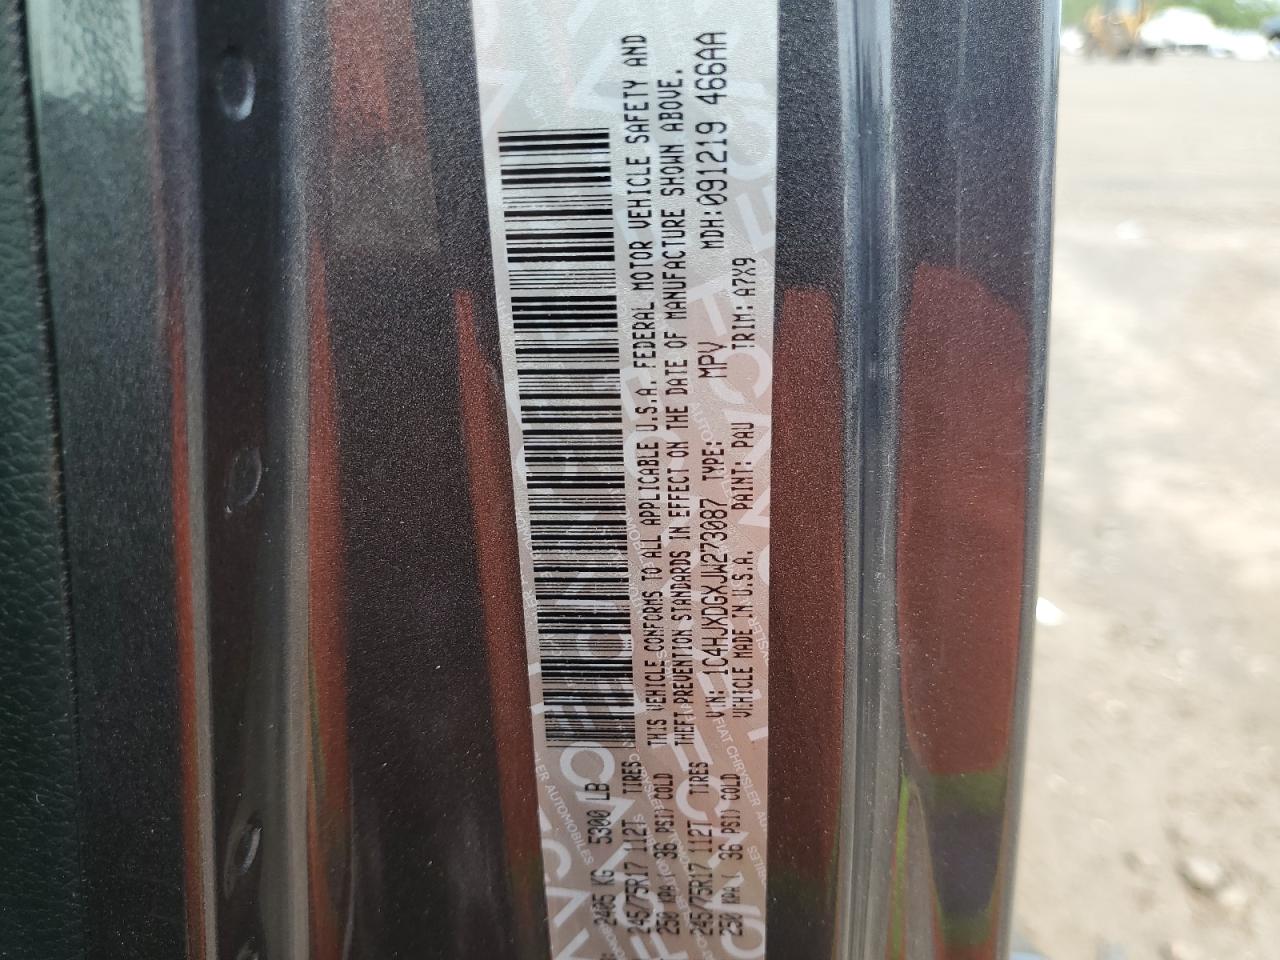 2405 KG 5300 LB
245/75R17 112T TIRES
250 KPA ( 36 PSI) COLD
245/75R17 112T TIRES
250 KPA ( 36 PSI) COLD
THIS VEHICLE CONFORMS TO ALL APPLICABLE U.S.A. FEDERAL MOTOR VEHICLE SAFETY AND
THEFT PREVENTION STANDARDS IN EFFECT ON THE DATE OF MANUFACTURE SHOWN ABOVE.
VIN: 1C4HJXDGXJW273087 TYPE: MPV MDH:091219 466AA
VEHICLE MADE IN U.S.A. PAINT: PAU TRIM: A7X9